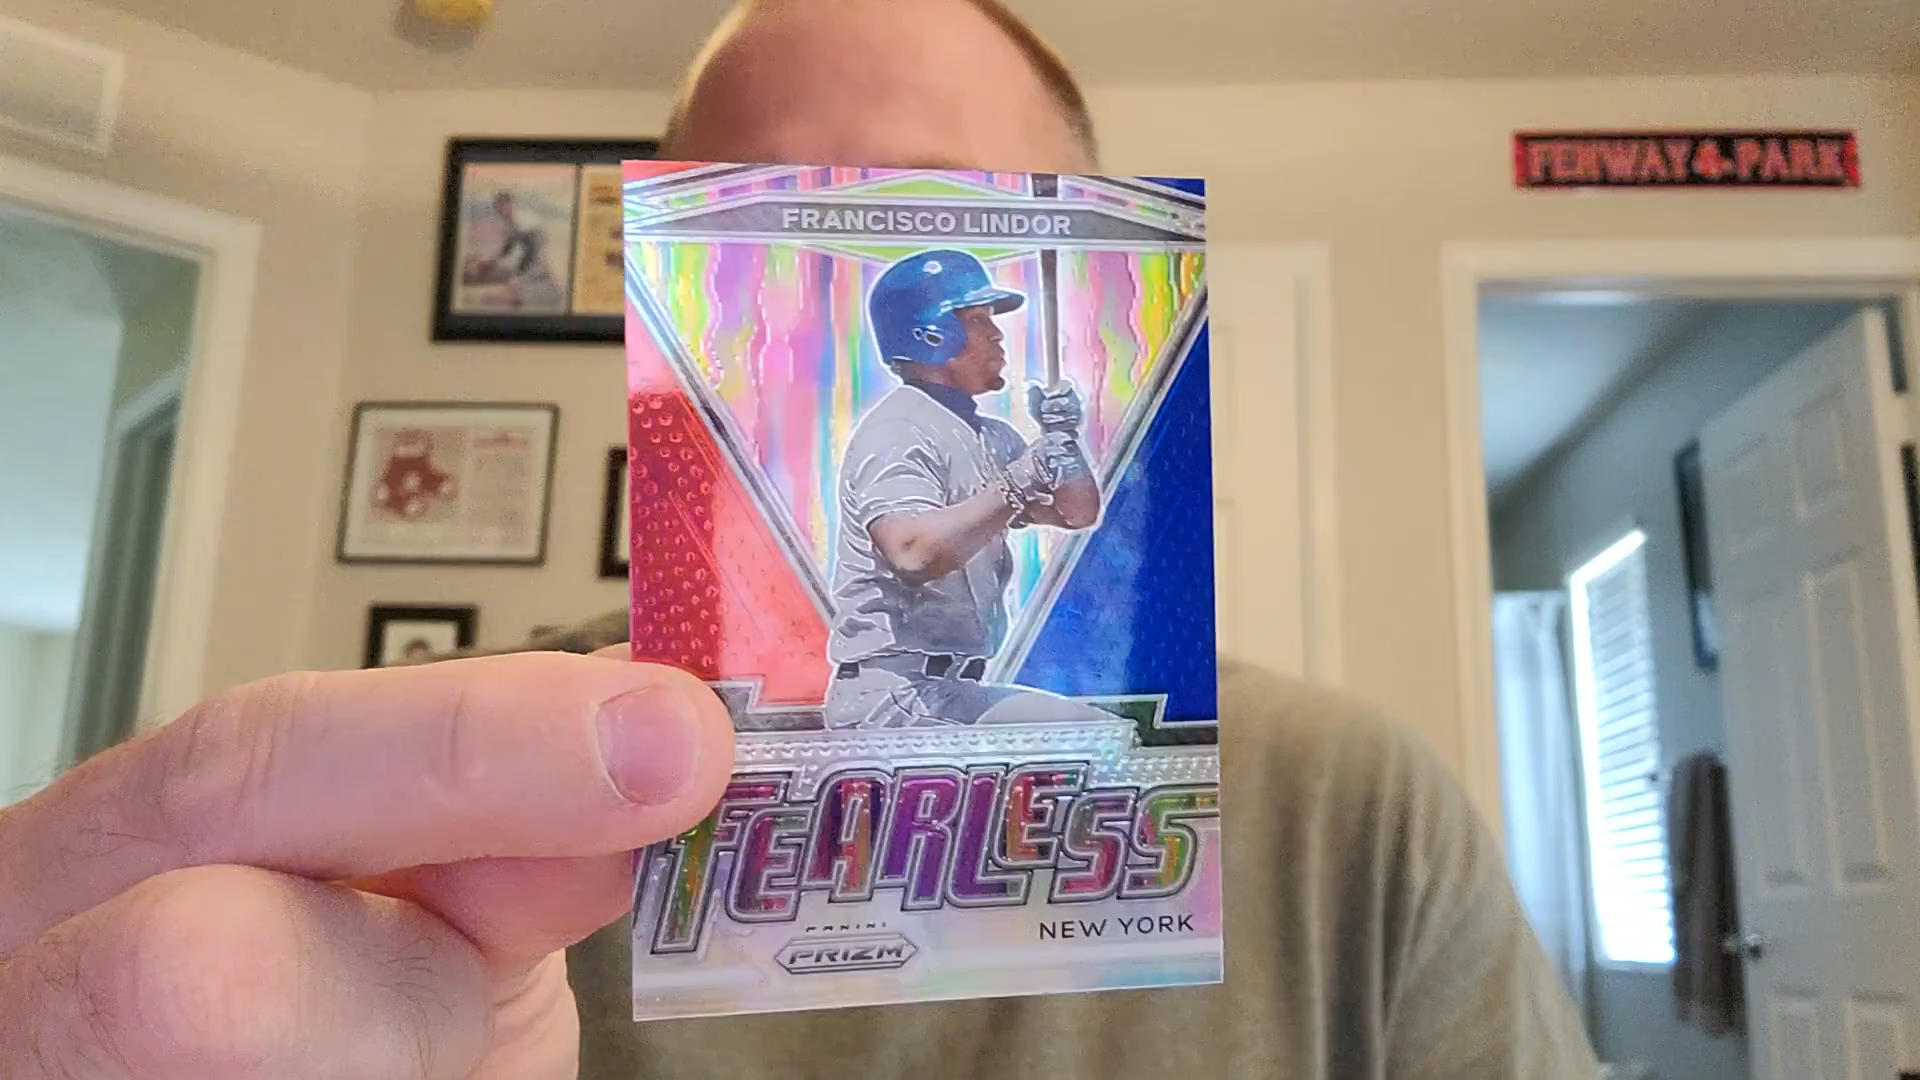 FENWAY PARK
FRANCISCO LINDOR
FEARLESS
NEW YORK
PANINI
PRIZM